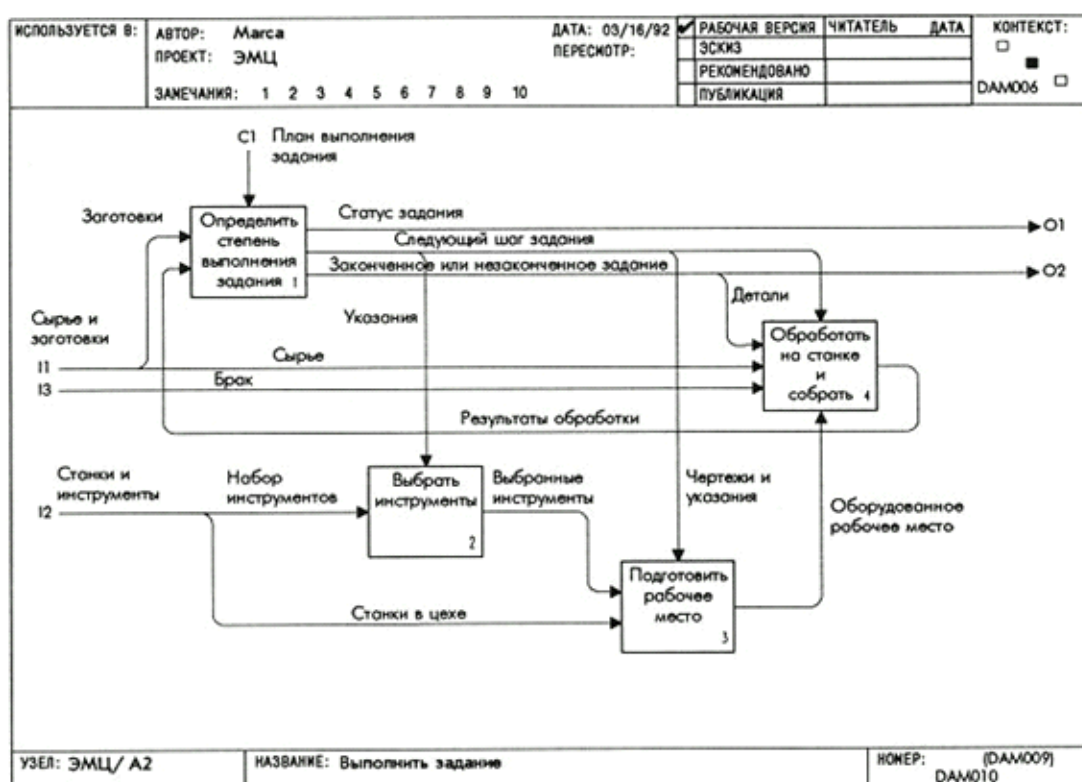 ИСПОЛЬЗУЕТСЯ В:
АВТОР: Marca
ДАТА: 03/16/92
ПРОЕКТ: ЭМЦ
ПЕРЕСМОТР:
ЗАМЕЧАНИЯ: 1 2 3 4 5 6 7 8 9 10
✔ РАБОЧАЯ ВЕРСИЯ
ЭСКИЗ
РЕКОМЕНДОВАНО
ПУБЛИКАЦИЯ
ЧИТАТЕЛЬ ДАТА
КОНТЕКСТ:
DAM006
C1 План выполнения
задания
Заготовки
Определить
степень
выполнения
задания 1
Статус задания
O1
Следующий шаг задания
Законченное или незаконченное задание
O2
Детали
Указания
Сырье и
заготовки
I1
Сырье
I3
Брак
Обработать
на станке
и
собрать 4
Результаты обработки
Станки и
инструменты
I2
Набор
инструментов
Выбрать
инструменты
2
Выбранные
инструменты
Чертежи и
указания
Оборудованное
рабочее место
Подготовить
рабочее
место
3
Станки в цехе
УЗЕЛ: ЭМЦ/ А2
НАЗВАНИЕ: Выполнить задание
НОМЕР: (DAM009)
DAM010